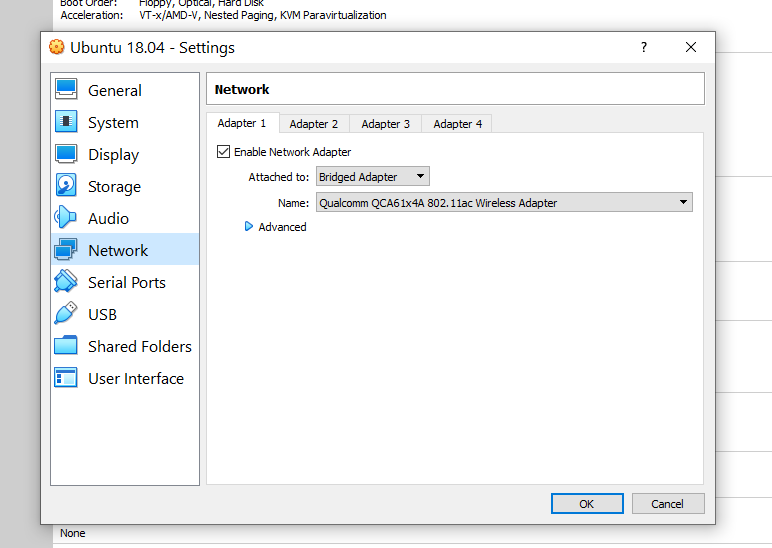 Boot Order: Floppy, Optical, Hard Disk
Acceleration: VT-x/AMD-V, Nested Paging, KVM Paravirtualization
Ubuntu 18.04 - Settings
?
General
System
Display
Storage
Audio
Network
Serial Ports
USB
Shared Folders
User Interface
Network
Adapter 1 Adapter 2 Adapter 3 Adapter 4
Enable Network Adapter
Attached to: Bridged Adapter
Name: Qualcomm QCA61x4A 802.11ac Wireless Adapter
Advanced
OK Cancel
None